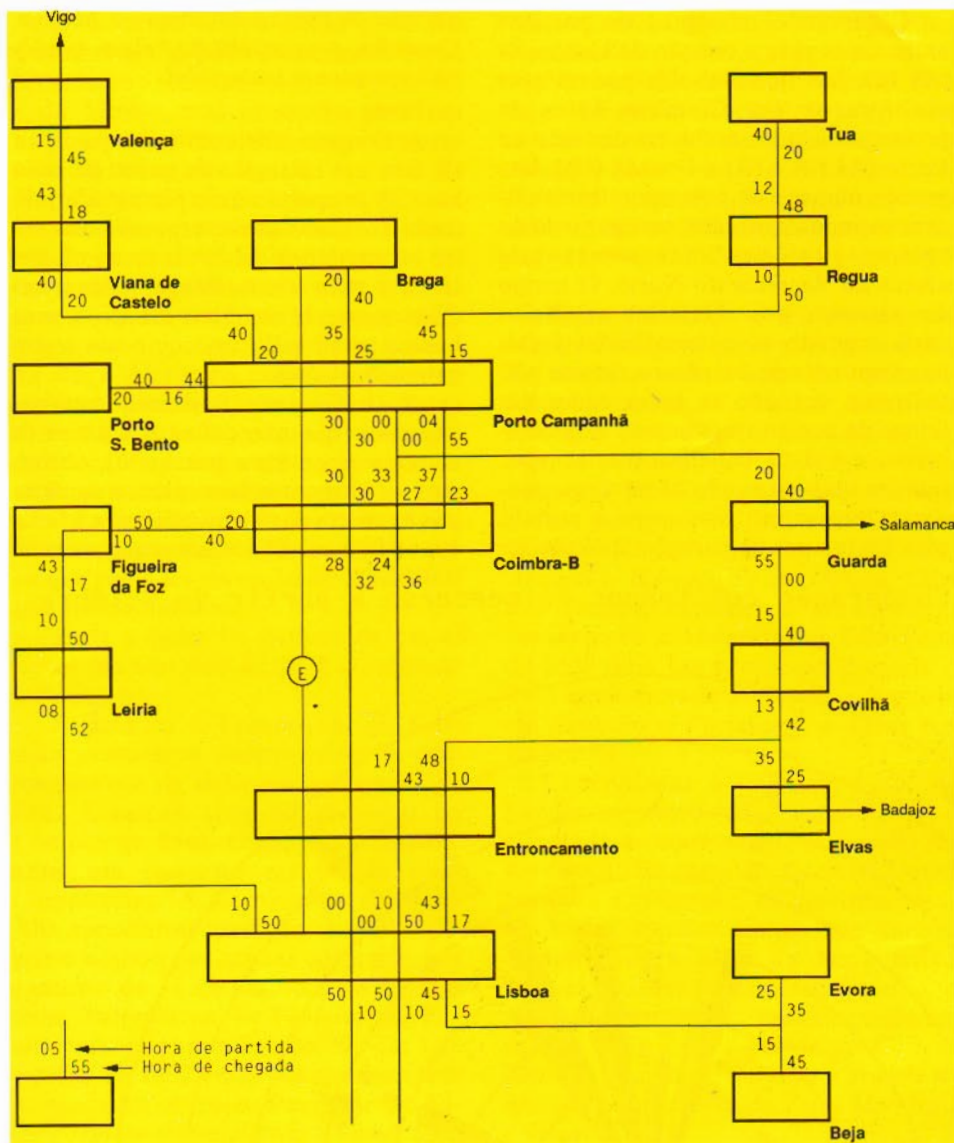 Vigo
Valença
15
45
43
18
Viana de
Castelo
40
20
40
20
Tua
40
20
12
48
Regua
10
50
45
15
Braga
20
40
35
25
Porto Campanhã
40 44
20 16
Porto
S. Bento
30 00 04
30 00 55
30 33 37
30 27 23
20
40
Salamanca
Guarda
50 20
10 40
Figueira
da Foz
Coimbra-B
43
17
28 24
32 36
55
00
10
50
15
40
Leiria
E
Covilhã
08
52
13
42
17 48
43 10
35
25
Badajoz
Entroncamento
Elvas
10 00 10 43
50 00 50 17
Lisboa
Evora
50 50 45
10 10 15
25
35
05 Hora de partida
55 Hora de chegada
15
45
Beja